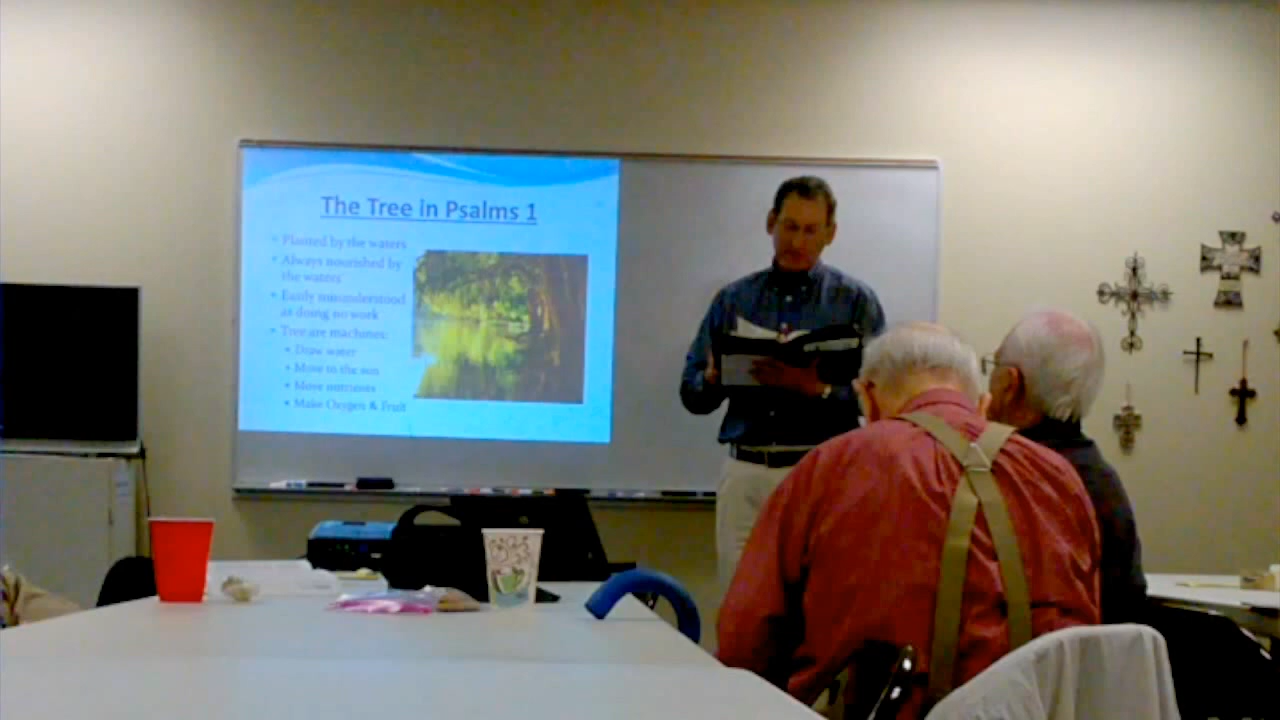 The Tree in Psalms 1
• Planted by the waters
• Always nourished by
the waters
• Easily misunderstood
as doing no work
• Tree are machines:
• Draw water
• Move to the sun
• Move nutrients
• Make Oxygen & Fruit